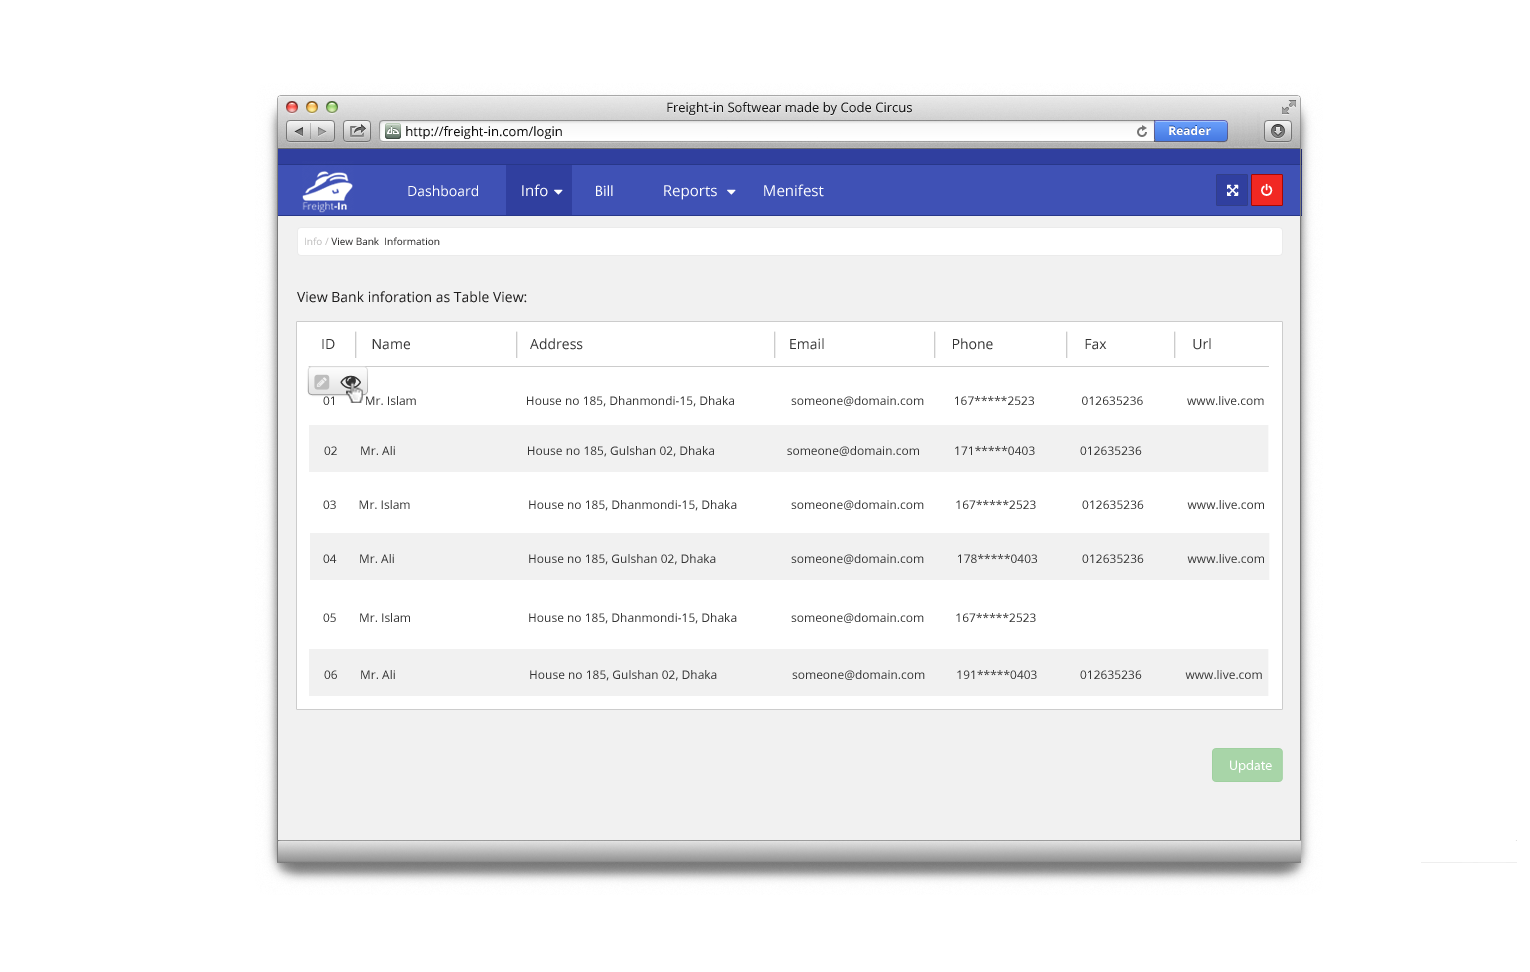 Freight-in Softwear made by Code Circus
http://freight-in.com/login Reader
Freight-In Dashboard Info Bill Reports Menifest
Info / View Bank Information
View Bank inforation as Table View:
ID Name Address Email Phone Fax Url
01 Mr. Islam House no 185, Dhanmondi-15, Dhaka someone@domain.com 167*****2523 012635236 www.live.com
02 Mr. Ali House no 185, Gulshan 02, Dhaka someone@domain.com 171*****0403 012635236
03 Mr. Islam House no 185, Dhanmondi-15, Dhaka someone@domain.com 167*****2523 012635236 www.live.com
04 Mr. Ali House no 185, Gulshan 02, Dhaka someone@domain.com 178*****0403 012635236 www.live.com
05 Mr. Islam House no 185, Dhanmondi-15, Dhaka someone@domain.com 167*****2523
06 Mr. Ali House no 185, Gulshan 02, Dhaka someone@domain.com 191*****0403 012635236 www.live.com
Update